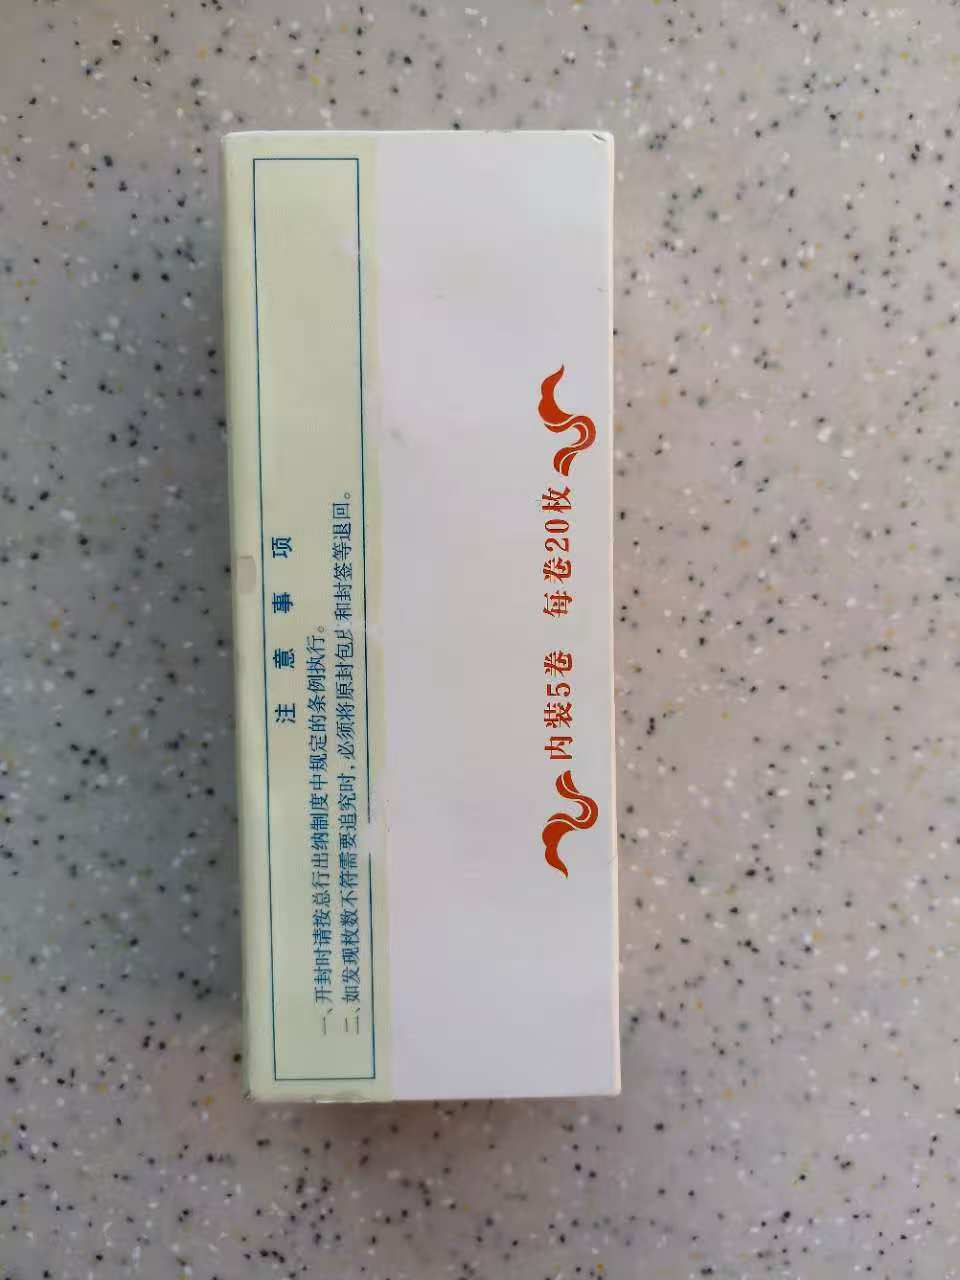 注意事项
一、开封时请按总行出纳制度中规定的条例执行。
二、如发现枚数不符需要追究时，必须将原封包皮和封签等退回。
内装5卷 每卷20枚